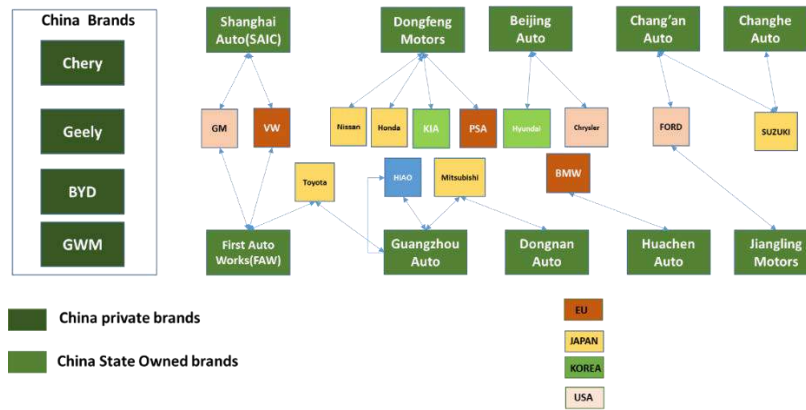 China Brands
Chery
Geely
BYD
GWM
Shanghai
Auto(SAIC)
Dongfeng
Motors
Beijing
Auto
Chang'an
Auto
Changhe
Auto
GM
VW
Nissan
Honda
KIA
PSA
Hyundai
Chrysler
FORD
SUZUKI
Toyota
HIAO
Mitsubishi
BMW
First Auto
Works(FAW)
Guangzhou
Auto
Dongnan
Auto
Huachen
Auto
Jiangling
Motors
China private brands
China State Owned brands
EU
JAPAN
KOREA
USA